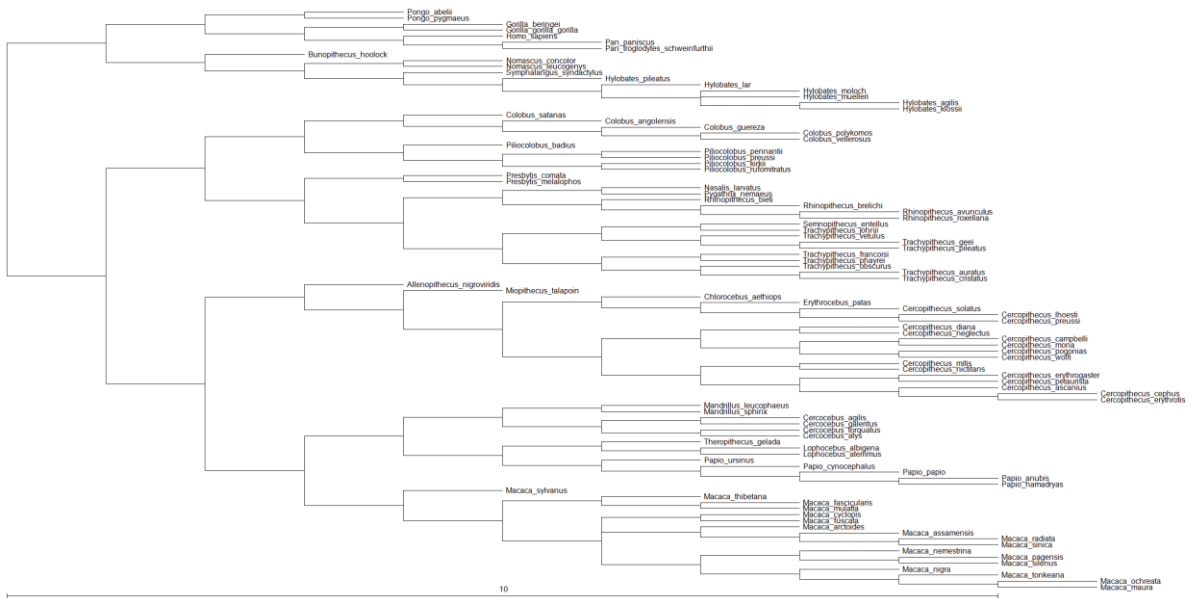 Pongo_abelii
Pongo_pygmaeus
Gorilla_beringei
Gorilla_gorilla_gorilla
Homo_sapiens
Pan_paniscus
Pan_troglodytes_schweinfurthii
Bunopithecus_hoolock
Nomascus_concolor
Nomascus_leucogenys
Symphalangus_syndactylus
Hylobates_pileatus
Hylobates_lar
Hylobates_moloch
Hylobates_muelleri
Hylobates_agilis
Hylobates_klossii
Colobus_satanas
Colobus_angolensis
Colobus_guereza
Colobus_polykomos
Colobus_vellerosus
Piliocolobus_badius
Piliocolobus_pennantii
Piliocolobus_preussi
Piliocolobus_kirkii
Piliocolobus_rufomitratus
Presbytis_comata
Presbytis_melalophos
Nasalis_larvatus
Pygathrix_nemaeus
Rhinopithecus_bieti
Rhinopithecus_brelichi
Rhinopithecus_avunculus
Rhinopithecus_roxellana
Semnopithecus_entellus
Trachypithecus_johnii
Trachypithecus_vetulus
Trachypithecus_geei
Trachypithecus_pileatus
Trachypithecus_francoisi
Trachypithecus_phayrei
Trachypithecus_obscurus
Trachypithecus_auratus
Trachypithecus_cristatus
Allenopithecus_nigroviridis
Miopithecus_talapoin
Chlorocebus_aethiops
Erythrocebus_patas
Cercopithecus_solatus
Cercopithecus_lhoesti
Cercopithecus_preussi
Cercopithecus_diana
Cercopithecus_neglectus
Cercopithecus_campbelli
Cercopithecus_mona
Cercopithecus_pogonias
Cercopithecus_wolfi
Cercopithecus_mitis
Cercopithecus_nictitans
Cercopithecus_erythrogaster
Cercopithecus_petaurista
Cercopithecus_ascanius
Cercopithecus_cephus
Cercopithecus_erythrotis
Mandrillus_leucophaeus
Mandrillus_sphinx
Cercocebus_agilis
Cercocebus_galeritus
Cercocebus_torquatus
Cercocebus_atys
Theropithecus_gelada
Lophocebus_albigena
Lophocebus_aterrimus
Papio_ursinus
Papio_cynocephalus
Papio_papio
Papio_anubis
Papio_hamadryas
Macaca_sylvanus
Macaca_thibetana
Macaca_fascicularis
Macaca_mulatta
Macaca_cyclopis
Macaca_fuscata
Macaca_arctoides
Macaca_assamensis
Macaca_radiata
Macaca_sinica
Macaca_nemestrina
Macaca_pagensis
Macaca_silenus
Macaca_nigra
Macaca_tonkeana
Macaca_ochreata
Macaca_maura
10